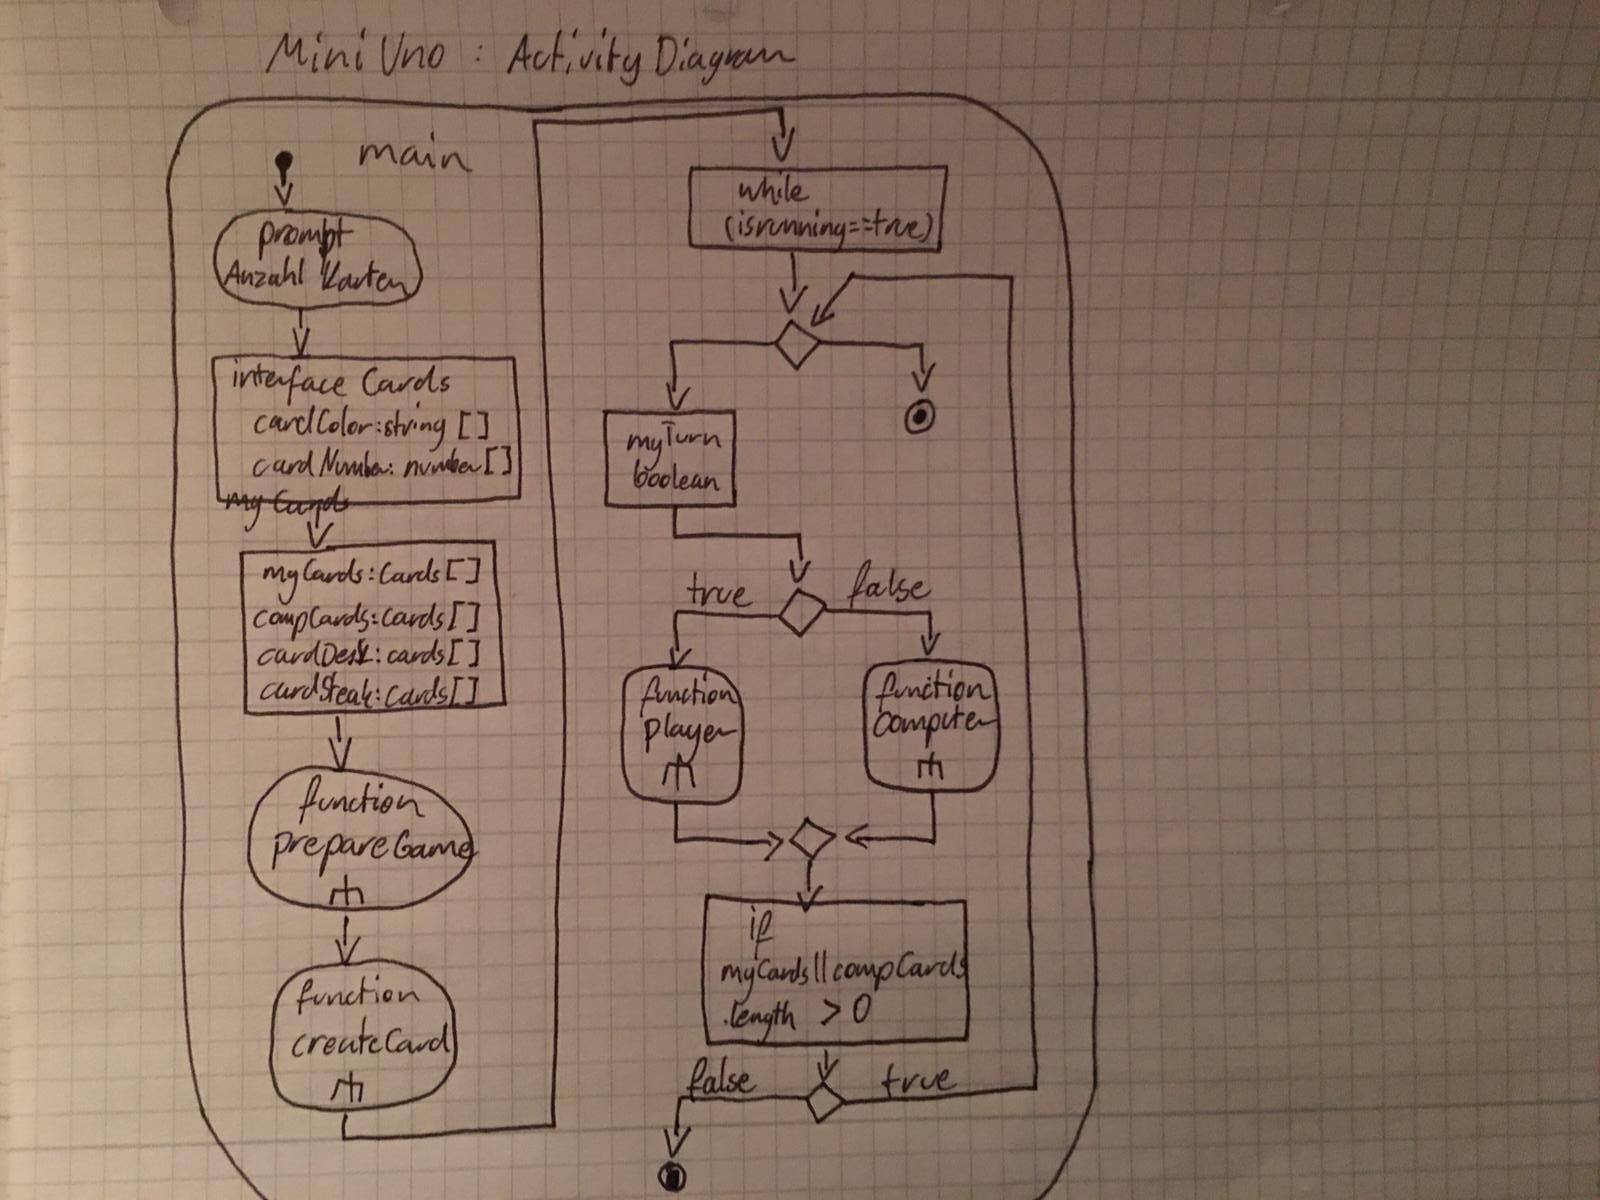 Mini Uno : Activity Diagram
main
prompt
Anzahl Karten
interface Cards
cardColor:string []
cardNumber: number[]
my Cards
myCards:Cards[]
compCards:Cards[]
cardDesk:cards[]
cardSteak:Cards[]
function
prepareGame
function
createCard
while
(isrunning==true)
myTurn
boolean
true
false
function
player
function
computer
if
myCards||compCards
.length > 0
false
true